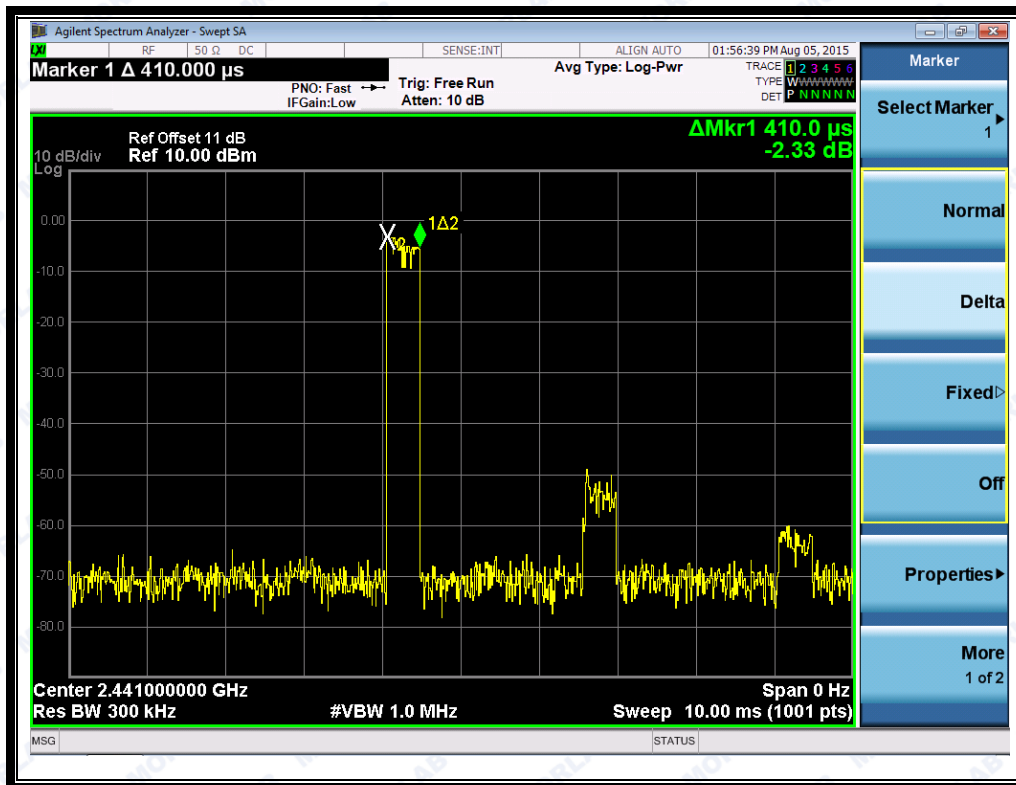 Agilent Spectrum Analyzer - Swept SA
LXI RF 50 Ω DC SENSE:INT ALIGN AUTO 01:56:39 PM Aug 05, 2015
Marker 1 Δ 410.000 µs
PNO: Fast
IFGain:Low
Trig: Free Run
Atten: 10 dB
Avg Type: Log-Pwr
TRACE 1 2 3 4 5 6
TYPE WWWWWW
DET P N N N N N
Ref Offset 11 dB
10 dB/div Ref 10.00 dBm
Log
ΔMkr1 410.0 µs
-2.33 dB
0.00
-10.0
-20.0
-30.0
-40.0
-50.0
-60.0
-70.0
-80.0
1Δ2
Center 2.441000000 GHz Span 0 Hz
Res BW 300 kHz #VBW 1.0 MHz Sweep 10.00 ms (1001 pts)
MSG STATUS
Marker
Select Marker
1
Normal
Delta
Fixed
Off
Properties
More
1 of 2